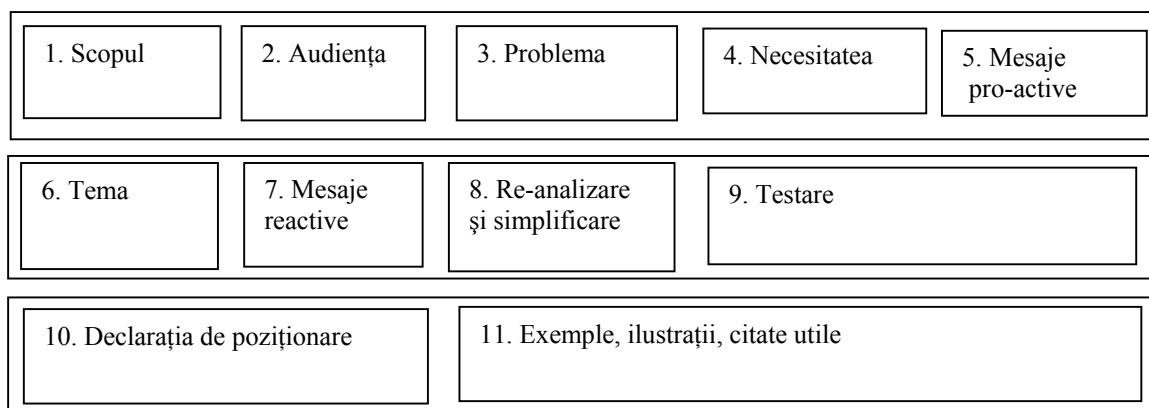 1. Scopul
2. Audiența
3. Problema
4. Necesitatea
5. Mesaje
pro-active
6. Tema
7. Mesaje
reactive
8. Re-analizare
şi simplificare
9. Testare
10. Declarația de poziționare
11. Exemple, ilustrații, citate utile